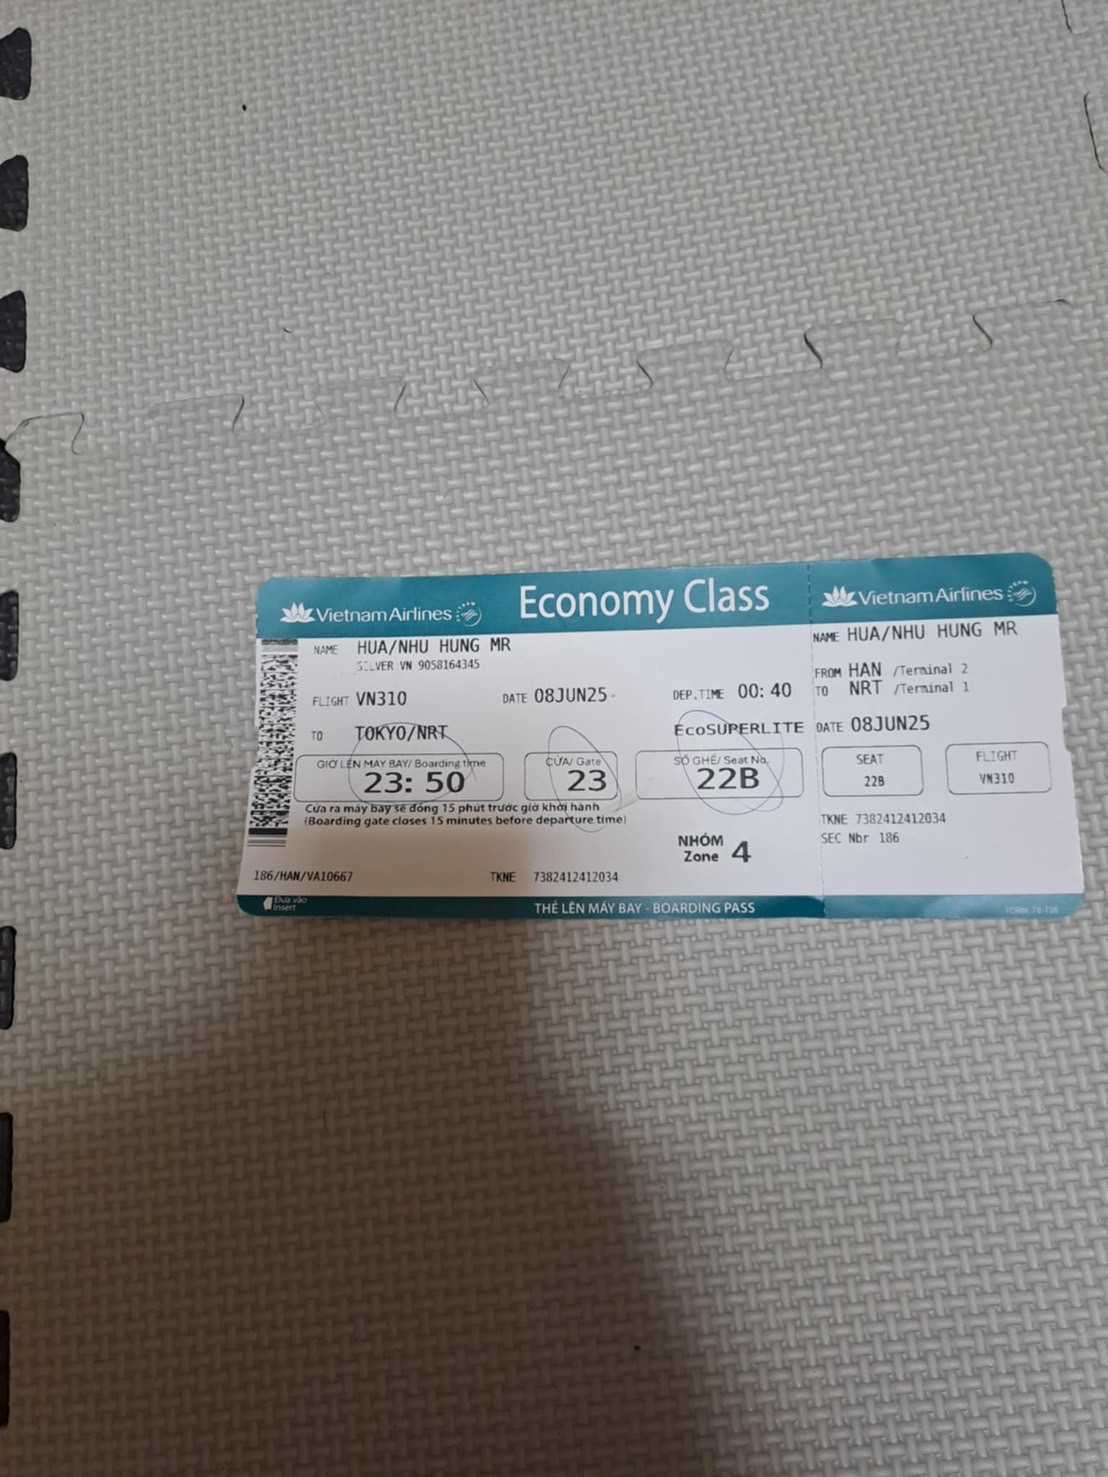 Vietnam Airlines
Economy Class
NAME HUA/NHU HUNG MR
SILVER VN 9058164345
FLIGHT VN310 DATE 08JUN25 DEP.TIME 00:40
TO TOKYO/NRT EcoSUPERLITE
GIỜ LÊN MÁY BAY/ Boarding time CỬA/ Gate SỐ GHẾ/ Seat No.
23:50 23 22B
Cửa ra máy bay sẽ đóng 15 phút trước giờ khởi hành
(Boarding gate closes 15 minutes before departure time)
NHÓM
Zone 4
186/HAN/VA10667 TKNE 7382412412034
Đưa vào
Insert
THẺ LÊN MÁY BAY - BOARDING PASS
Vietnam Airlines
NAME HUA/NHU HUNG MR
FROM HAN /Terminal 2
TO NRT /Terminal 1
DATE 08JUN25
SEAT FLIGHT
22B VN310
TKNE 7382412412034
SEC Nbr 186